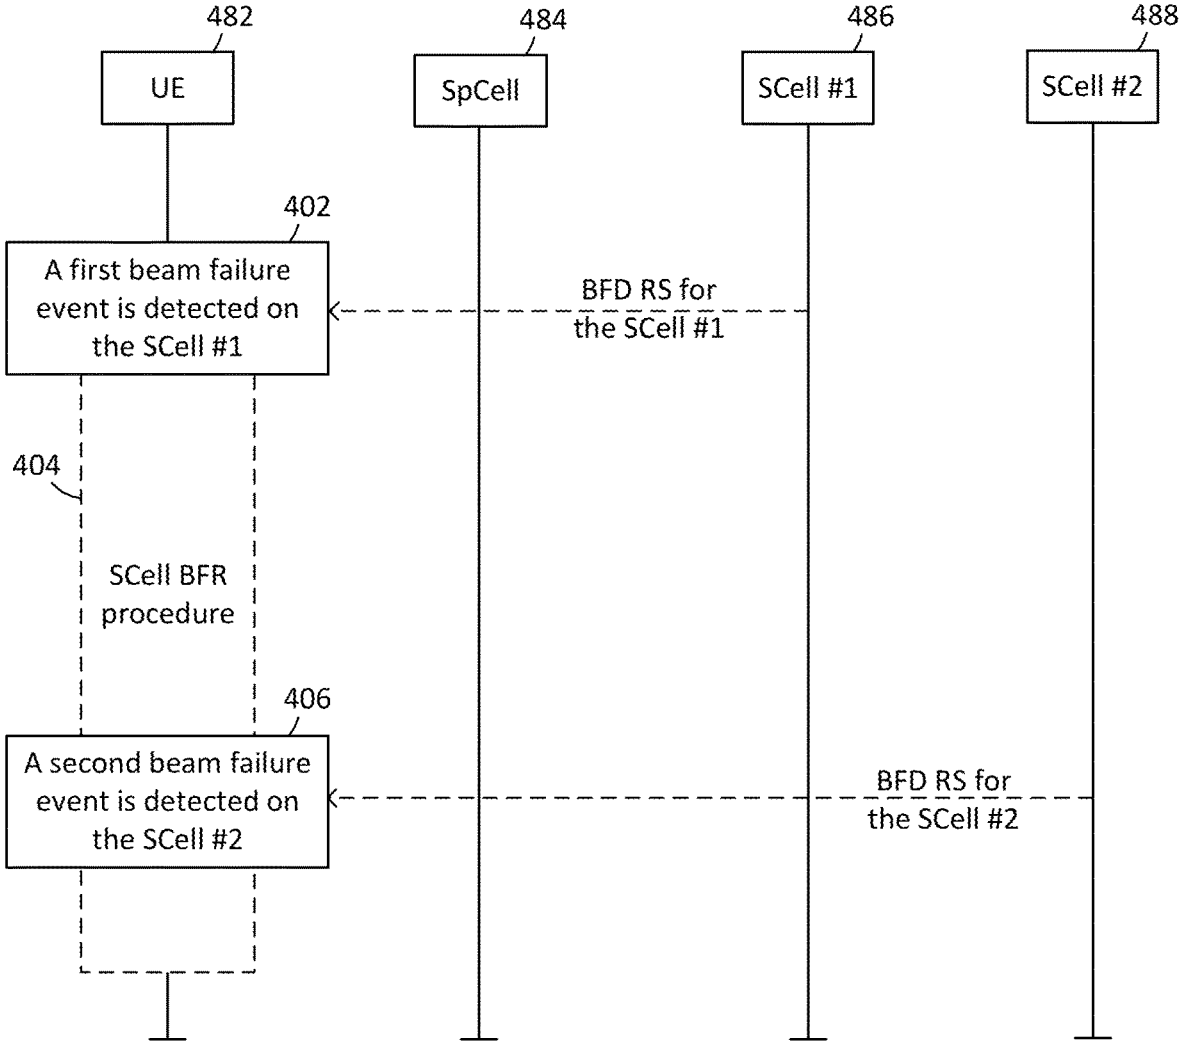 482
484
486
488
UE
SpCell
SCell #1
SCell #2
402
A first beam failure
event is detected on
the SCell #1
BFD RS for
the SCell #1
404
SCell BFR
procedure
406
A second beam failure
event is detected on
the SCell #2
BFD RS for
the SCell #2